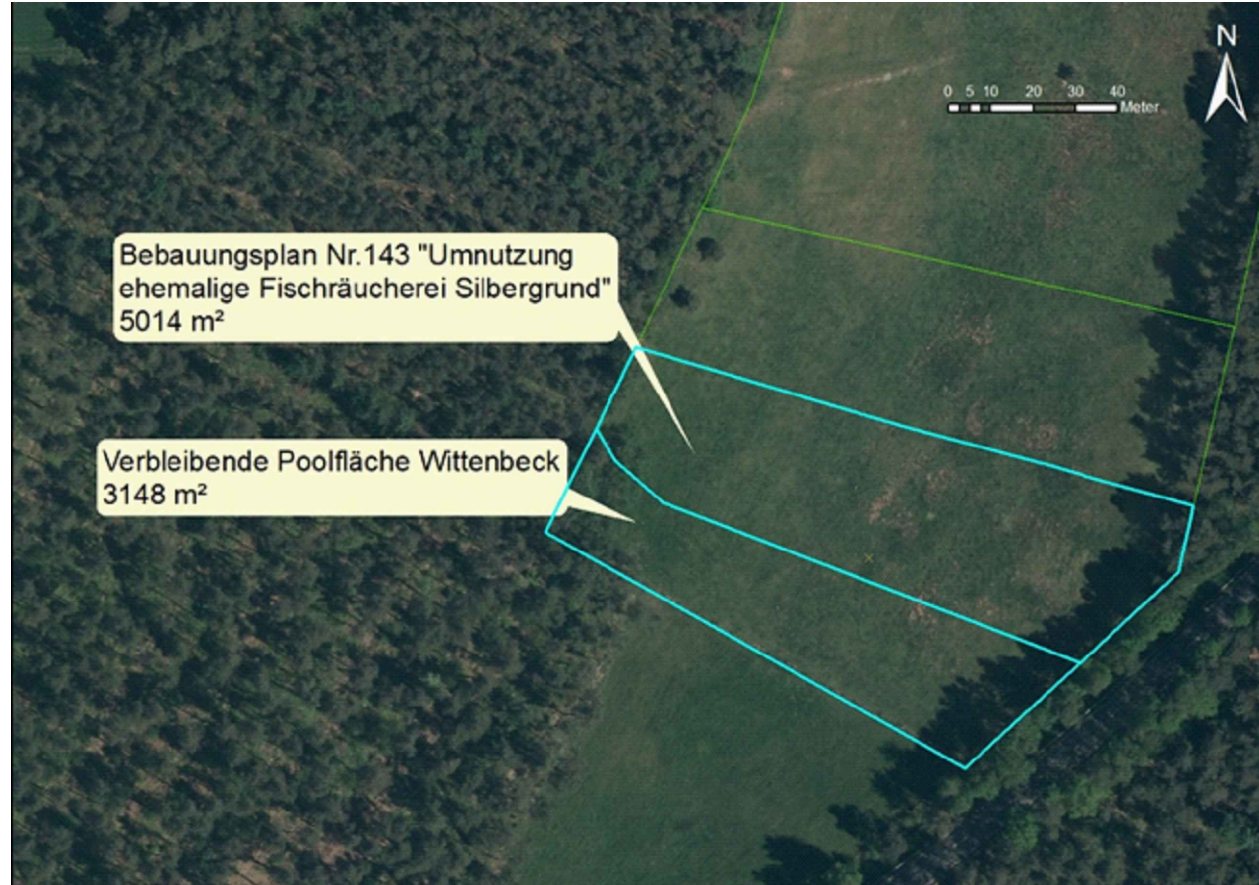 N
0 5 10 20 30 40
Meter
Bebauungsplan Nr.143 "Umnutzung
ehemalige Fischräucherei Silbergrund"
5014 m²
Verbleibende Poolfläche Wittenbeck
3148 m²